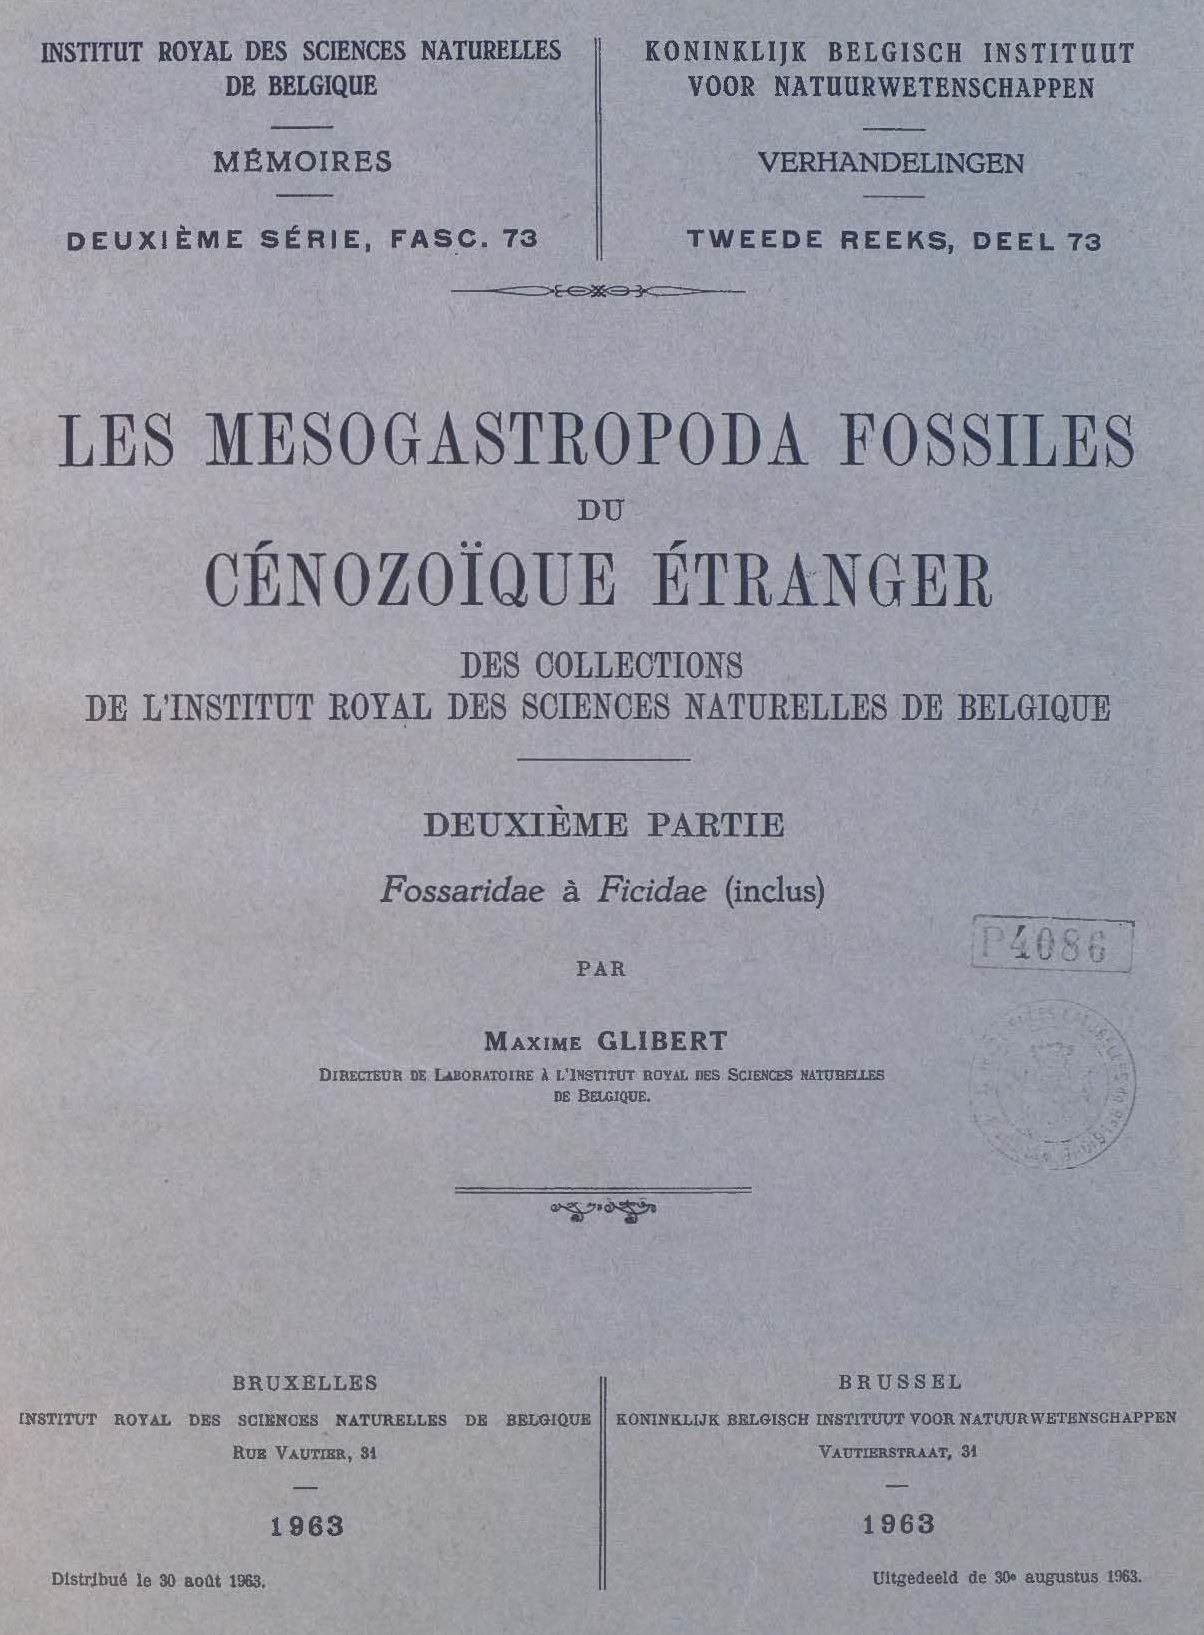 INSTITUT ROYAL DES SCIENCES NATURELLES
DE BELGIQUE
MÉMOIRES
DEUXIÈME SÉRIE, FASC. 73
KONINKLIJK BELGISCH INSTITUUT
VOOR NATUURWETENSCHAPPEN
VERHANDELINGEN
TWEEDE REEKS, DEEL 73
LES MESOGASTROPODA FOSSILES
DU
CÉNOZOÏQUE ÉTRANGER
DES COLLECTIONS
DE L'INSTITUT ROYAL DES SCIENCES NATURELLES DE BELGIQUE
DEUXIÈME PARTIE
Fossaridae à Ficidae (inclus)
P4086
PAR
MAXIME GLIBERT
DIRECTEUR DE LABORATOIRE À L'INSTITUT ROYAL DES SCIENCES NATURELLES
DE BELGIQUE.
BRUXELLES
INSTITUT ROYAL DES SCIENCES NATURELLES DE BELGIQUE
RUE VAUTIER, 31
1963
Distribué le 30 août 1963.
BRUSSEL
KONINKLIJK BELGISCH INSTITUUT VOOR NATUURWETENSCHAPPEN
VAUTIERSTRAAT, 31
1963
Uitgedeeld de 30e augustus 1963.